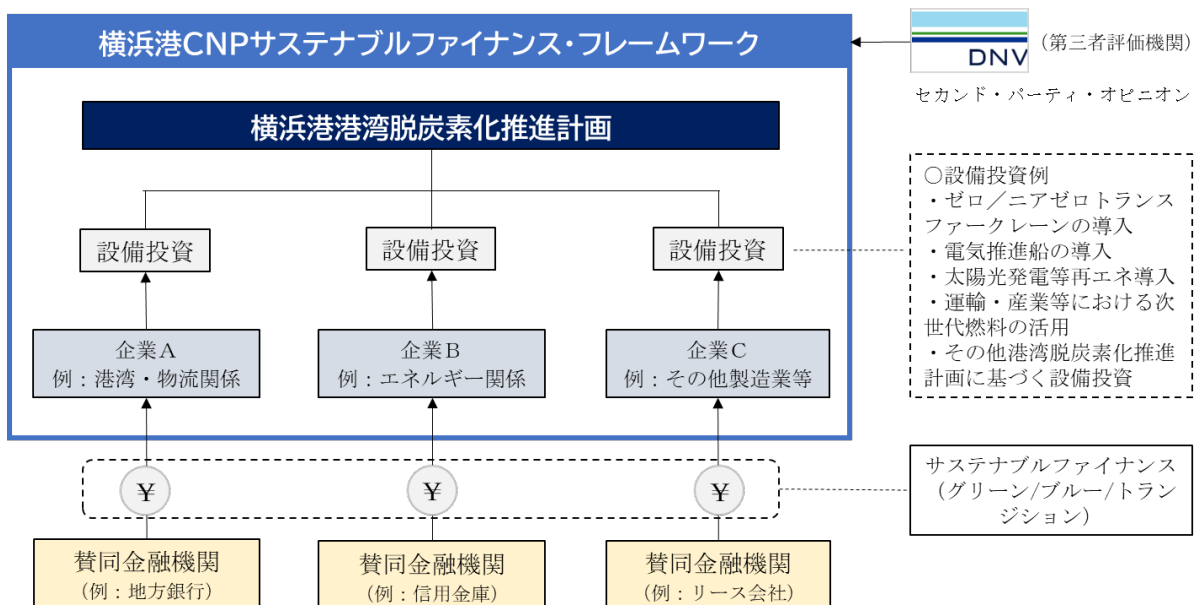 横浜港CNPサステナブルファイナンス・フレームワーク
DNV
（第三者評価機関）
セカンド・パーティ・オピニオン
横浜港港湾脱炭素化推進計画
設備投資
設備投資
設備投資
○設備投資例
・ゼロ／ニアゼロトランス
ファークレーンの導入
・電気推進船の導入
・太陽光発電等再エネ導入
・運輸・産業等における次
世代燃料の活用
・その他港湾脱炭素化推進
計画に基づく設備投資
企業A
例：港湾・物流関係
企業B
例：エネルギー関係
企業C
例：その他製造業等
¥
¥
¥
サステナブルファイナンス
（グリーン/ブルー/トラン
ジション）
賛同金融機関
（例：地方銀行）
賛同金融機関
（例：信用金庫）
賛同金融機関
（例：リース会社）